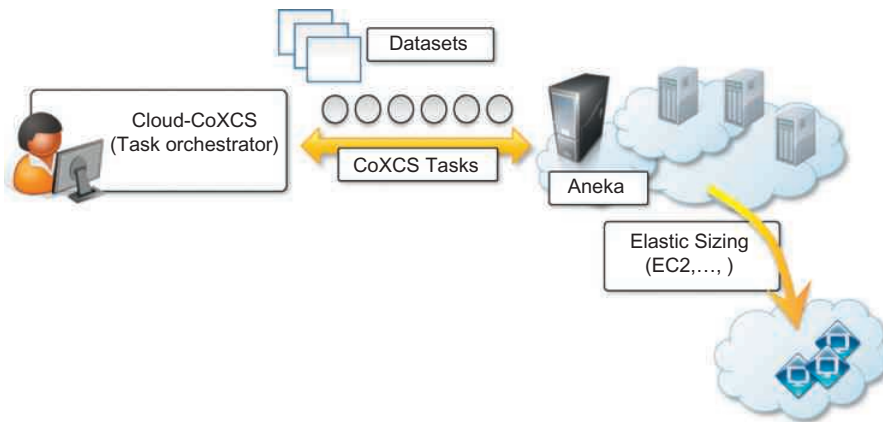 Datasets
Cloud-CoXCS
(Task orchestrator)
CoXCS Tasks
Aneka
Elastic Sizing
(EC2,…, )